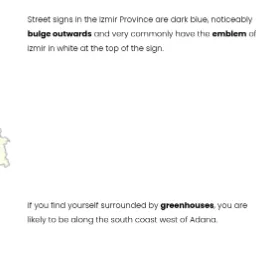 Street signs in the Izmir Province are dark blue, noticeably
bulge outwards and very commonly have the emblem of
Izmir in white at the top of the sign.
If you find yourself surrounded by greenhouses, you are
likely to be along the south coast west of Adana.